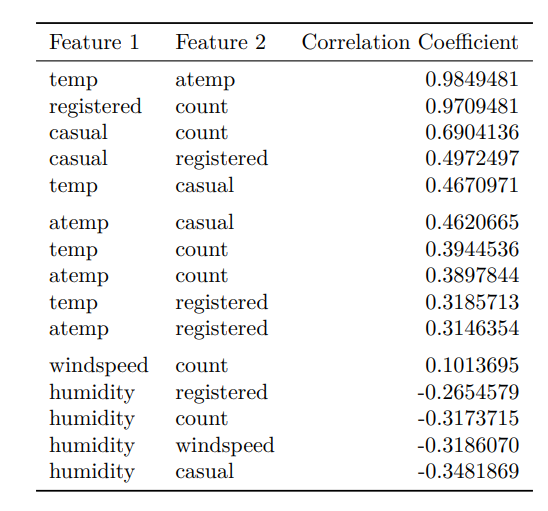 Feature 1 Feature 2 Correlation Coefficient
temp atemp 0.9849481
registered count 0.9709481
casual count 0.6904136
casual registered 0.4972497
temp casual 0.4670971
atemp casual 0.4620665
temp count 0.3944536
atemp count 0.3897844
temp registered 0.3185713
atemp registered 0.3146354
windspeed count 0.1013695
humidity registered -0.2654579
humidity count -0.3173715
humidity windspeed -0.3186070
humidity casual -0.3481869